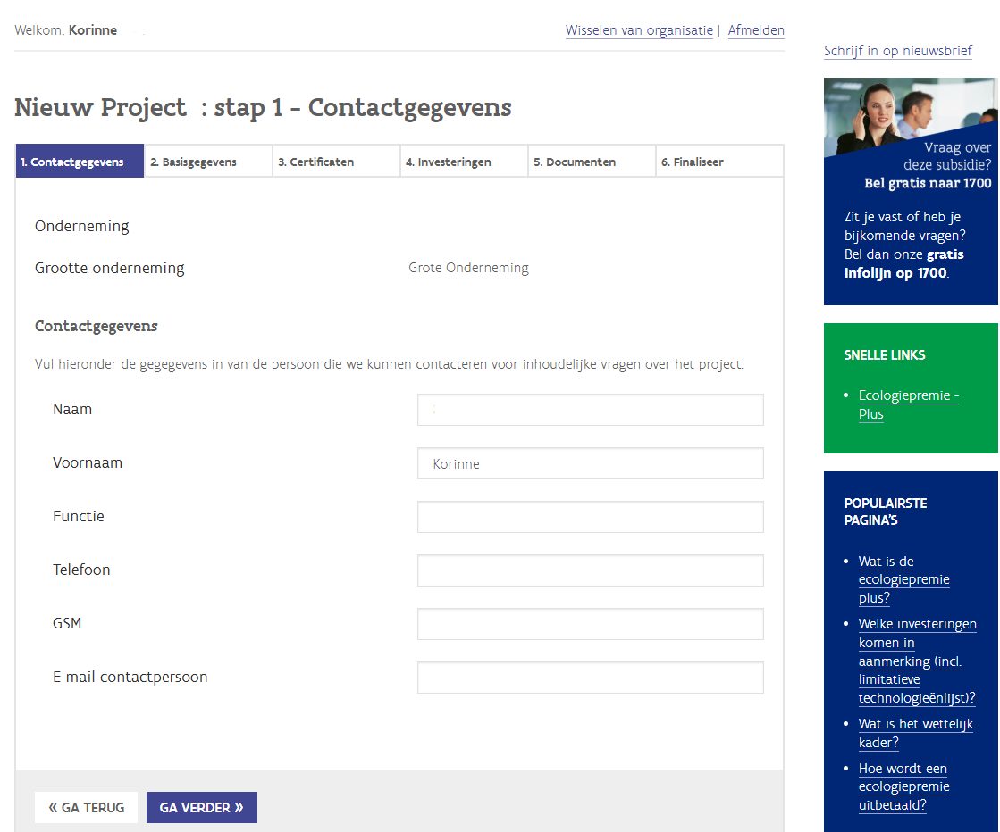 Welkom, Korinne
Wisselen van organisatie | Afmelden
Schrijf in op nieuwsbrief
Nieuw Project : stap 1 - Contactgegevens
1. Contactgegevens
2. Basisgegevens
3. Certificaten
4. Investeringen
5. Documenten
6. Finaliseer
Onderneming
Grootte onderneming
Grote Onderneming
Contactgegevens
Vul hieronder de gegegevens in van de persoon die we kunnen contacteren voor inhoudelijke vragen over het project.
Naam
Voornaam
Korinne
Functie
Telefoon
GSM
E-mail contactpersoon
« GA TERUG
GA VERDER »
Vraag over
deze subsidie?
Bel gratis naar 1700
Zit je vast of heb je
bijkomende vragen?
Bel dan onze gratis
infolijn op 1700.
SNELLE LINKS
• Ecologiepremie -
Plus
POPULAIRSTE
PAGINA'S
• Wat is de
ecologiepremie
plus?
• Welke investeringen
komen in
aanmerking (incl.
limitatieve
technologieënlijst)?
• Wat is het wettelijk
kader?
• Hoe wordt een
ecologiepremie
uitbetaald?